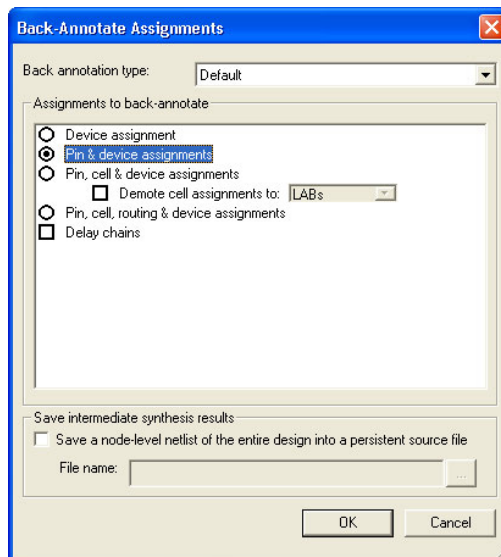 Back-Annotate Assignments
Back annotation type: Default
Assignments to back-annotate
Device assignment
Pin & device assignments
Pin, cell & device assignments
Demote cell assignments to: LABs
Pin, cell, routing & device assignments
Delay chains
Save intermediate synthesis results
Save a node-level netlist of the entire design into a persistent source file
File name: ...
OK Cancel